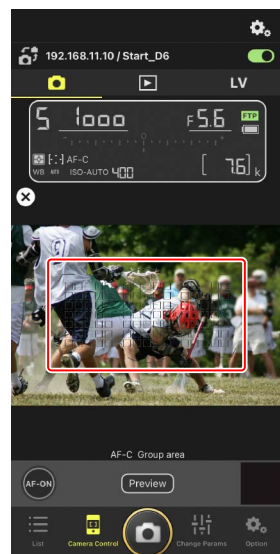 192.168.11.10 / Start_D6
LV
S 1000 F5.6 FTP
AF-C
WB ISO-AUTO 400 [ 7.6] k
AF-C Group area
AF-ON Preview
List Camera Control Change Params Option